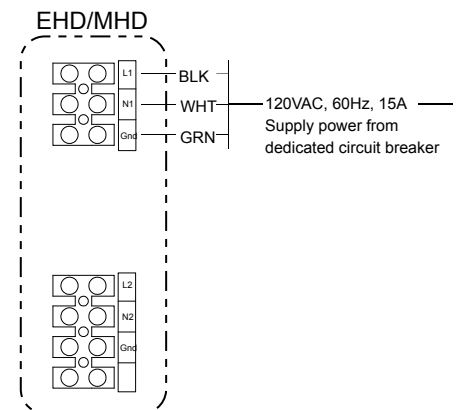 EHD/MHD
L1
BLK
N1
WHT
120VAC, 60Hz, 15A
Gnd
GRN
Supply power from
dedicated circuit breaker
L2
N2
Gnd